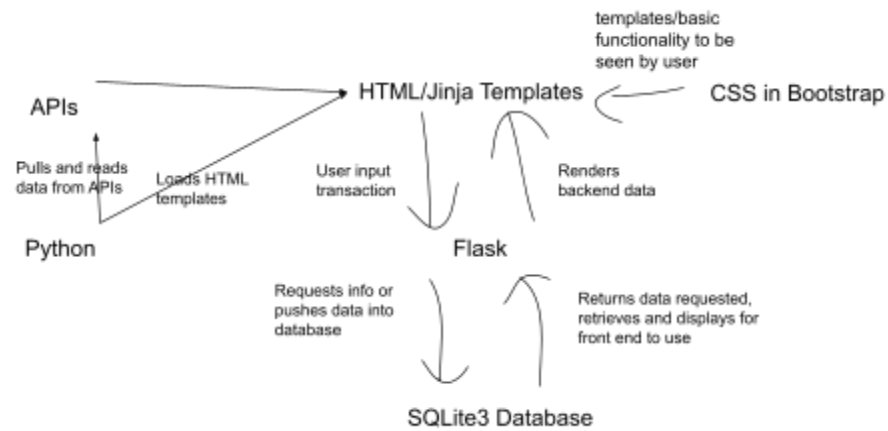 templates/basic
functionality to be
seen by user
HTML/Jinja Templates
CSS in Bootstrap
APIs
Pulls and reads
data from APIs
Loads HTML
templates
User input
transaction
Renders
backend data
Python
Flask
Requests info or
pushes data into
database
Returns data requested,
retrieves and displays for
front end to use
SQLite3 Database